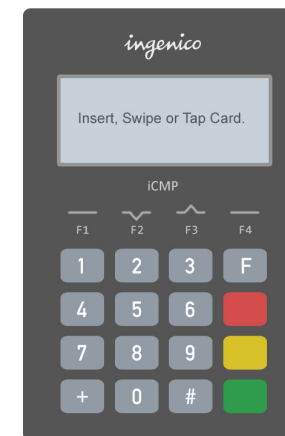 ingenico
Insert, Swipe or Tap Card.
iCMP
F1 F2 F3 F4
1 2 3 F
4 5 6
7 8 9
+ 0 #